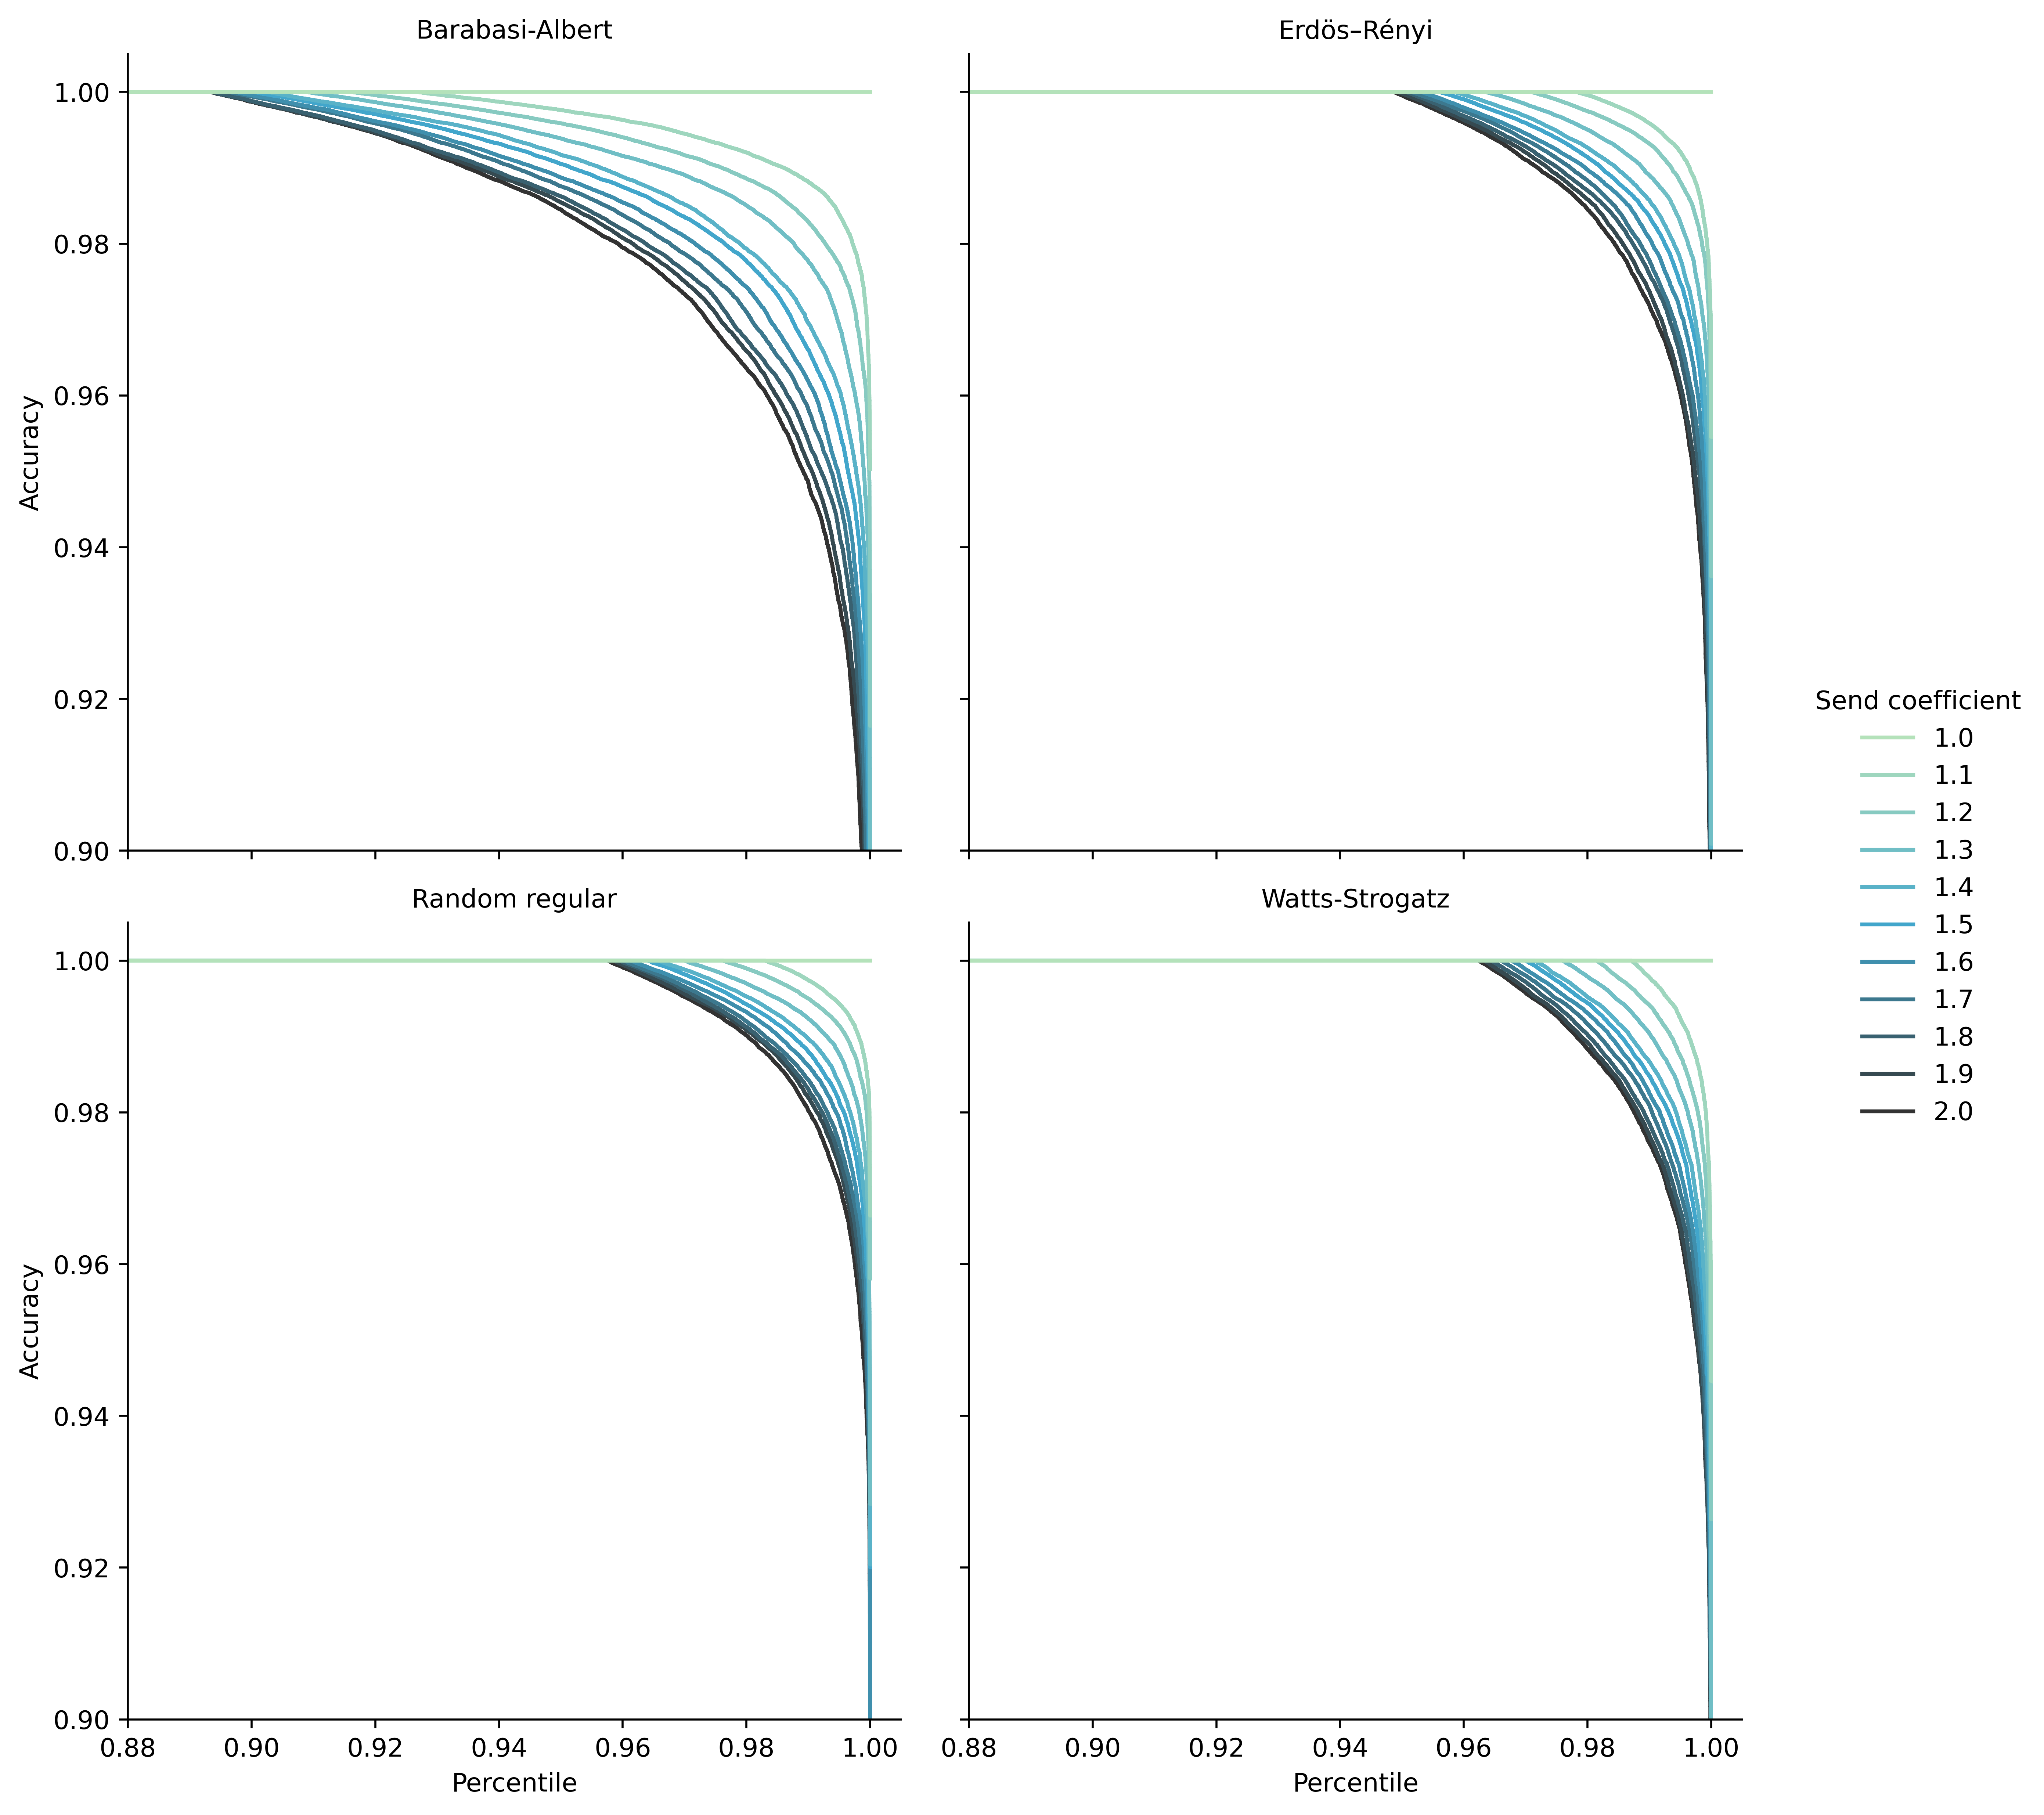 Barabasi-Albert
Erdös–Rényi
1.00
0.98
0.96
0.94
0.92
0.90
Accuracy
Random regular
Watts-Strogatz
1.00
0.98
0.96
0.94
0.92
0.90
Accuracy
0.88 0.90 0.92 0.94 0.96 0.98 1.00
0.88 0.90 0.92 0.94 0.96 0.98 1.00
Percentile
Percentile
Send coefficient
1.0
1.1
1.2
1.3
1.4
1.5
1.6
1.7
1.8
1.9
2.0